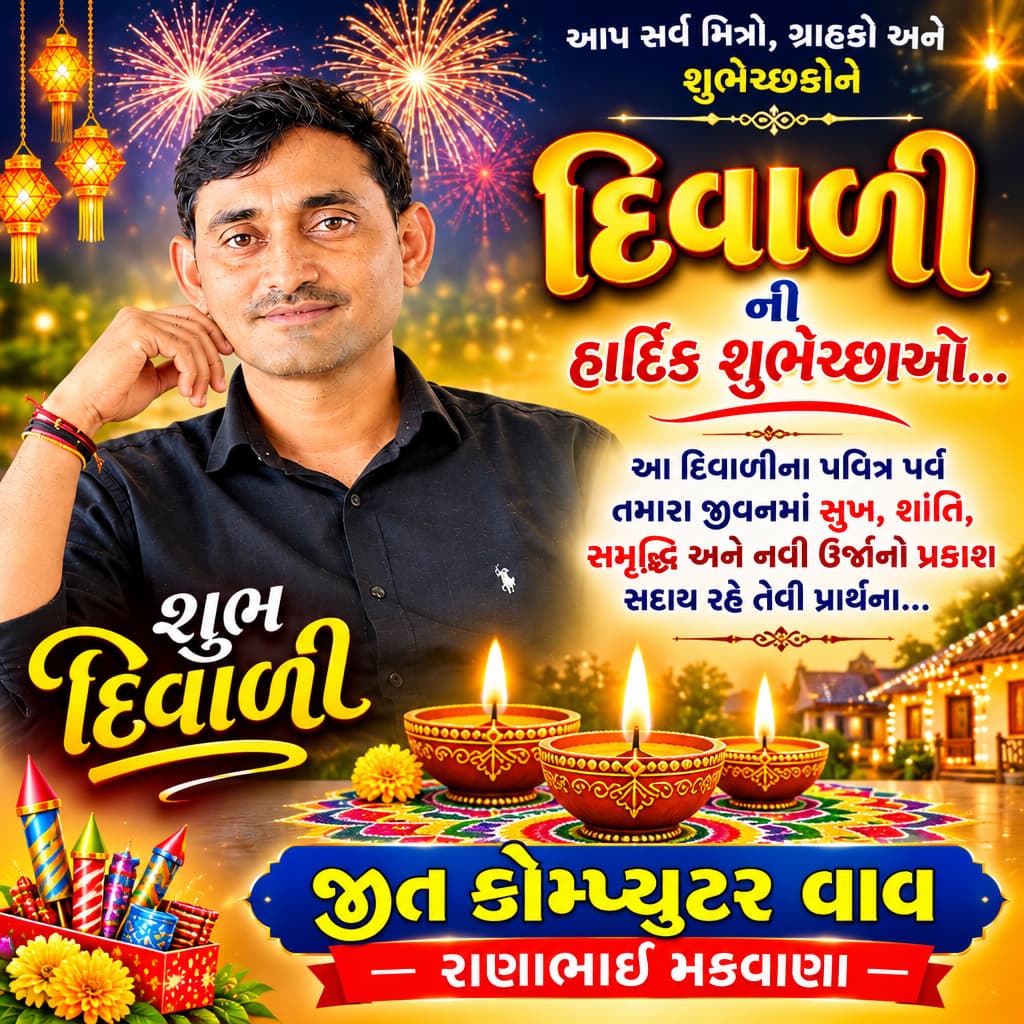 આપ સર્વ મિત્રો, ગ્રાહકો અને
શુભેચ્છકોને
દિવાળી
ની
હાર્દિક શુભેચ્છાઓ...
આ દિવાળીના પવિત્ર પર્વ
તમારા જીવનમાં સુખ, શાંતિ,
સમૃદ્ધિ અને નવી ઉર્જાનો પ્રકાશ
સદાય રહે તેવી પ્રાર્થના...
શુભ
દિવાળી
જીત કોમ્પ્યુટર વાવ
— રાણાભાઈ મકવાણા —